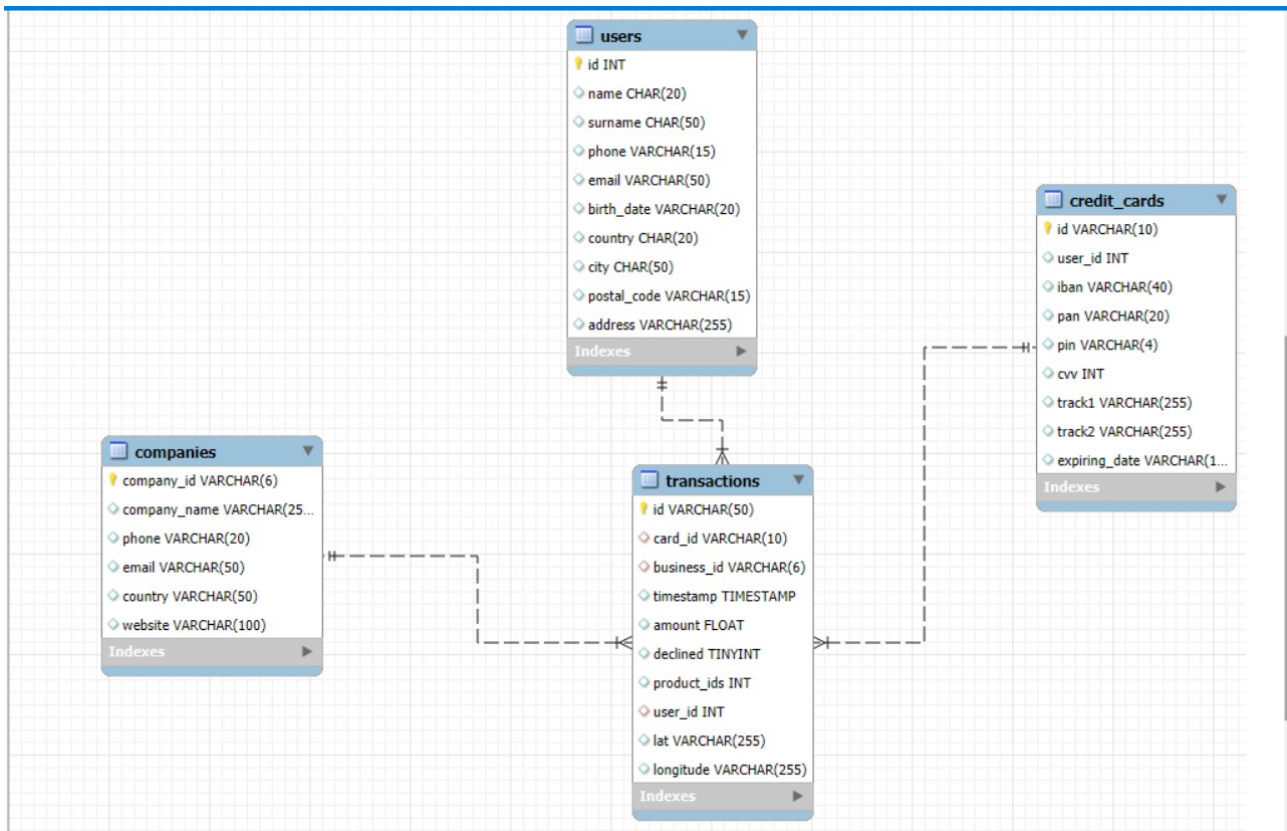 users
id INT
name CHAR(20)
surname CHAR(50)
phone VARCHAR(15)
email VARCHAR(50)
birth_date VARCHAR(20)
country CHAR(20)
city CHAR(50)
postal_code VARCHAR(15)
address VARCHAR(255)
Indexes
credit_cards
id VARCHAR(10)
user_id INT
iban VARCHAR(40)
pan VARCHAR(20)
pin VARCHAR(4)
cvv INT
track1 VARCHAR(255)
track2 VARCHAR(255)
expiring_date VARCHAR(1...
Indexes
companies
company_id VARCHAR(6)
company_name VARCHAR(25...
phone VARCHAR(20)
email VARCHAR(50)
country VARCHAR(50)
website VARCHAR(100)
Indexes
transactions
id VARCHAR(50)
card_id VARCHAR(10)
business_id VARCHAR(6)
timestamp TIMESTAMP
amount FLOAT
declined TINYINT
product_ids INT
user_id INT
lat VARCHAR(255)
longitude VARCHAR(255)
Indexes